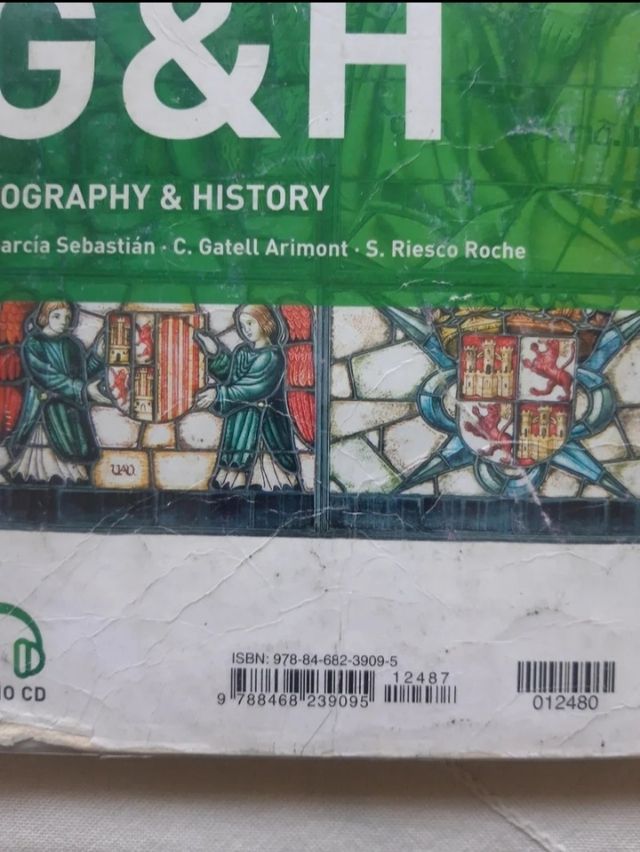 G&H
OGRAPHY & HISTORY
arcía Sebastián · C. Gatell Arimont · S. Riesco Roche
ISBN: 978-84-682-3909-5
12487
9 788468 239095
012480
IO CD